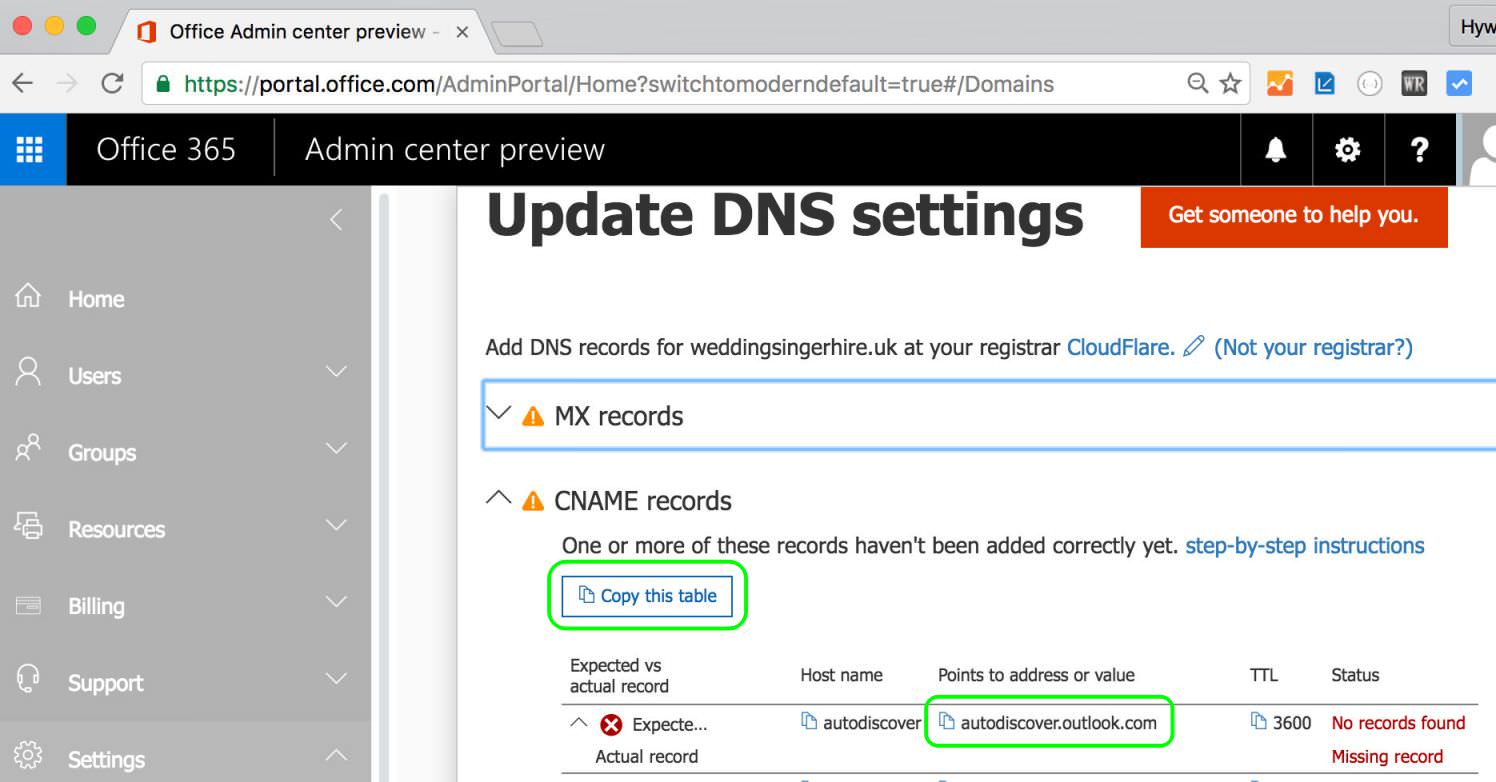 Office Admin center preview -
Hyw
https://portal.office.com/AdminPortal/Home?switchtomoderndefault=true#/Domains
WR
Office 365
Admin center preview
?
Update DNS settings
Get someone to help you.
Home
Users
Groups
Resources
Billing
Support
Settings
Add DNS records for weddingsingerhire.uk at your registrar CloudFlare. (Not your registrar?)
MX records
CNAME records
One or more of these records haven't been added correctly yet. step-by-step instructions
Copy this table
Expected vs actual record
Host name
Points to address or value
TTL
Status
Expecte...
autodiscover
autodiscover.outlook.com
3600
No records found
Actual record
Missing record